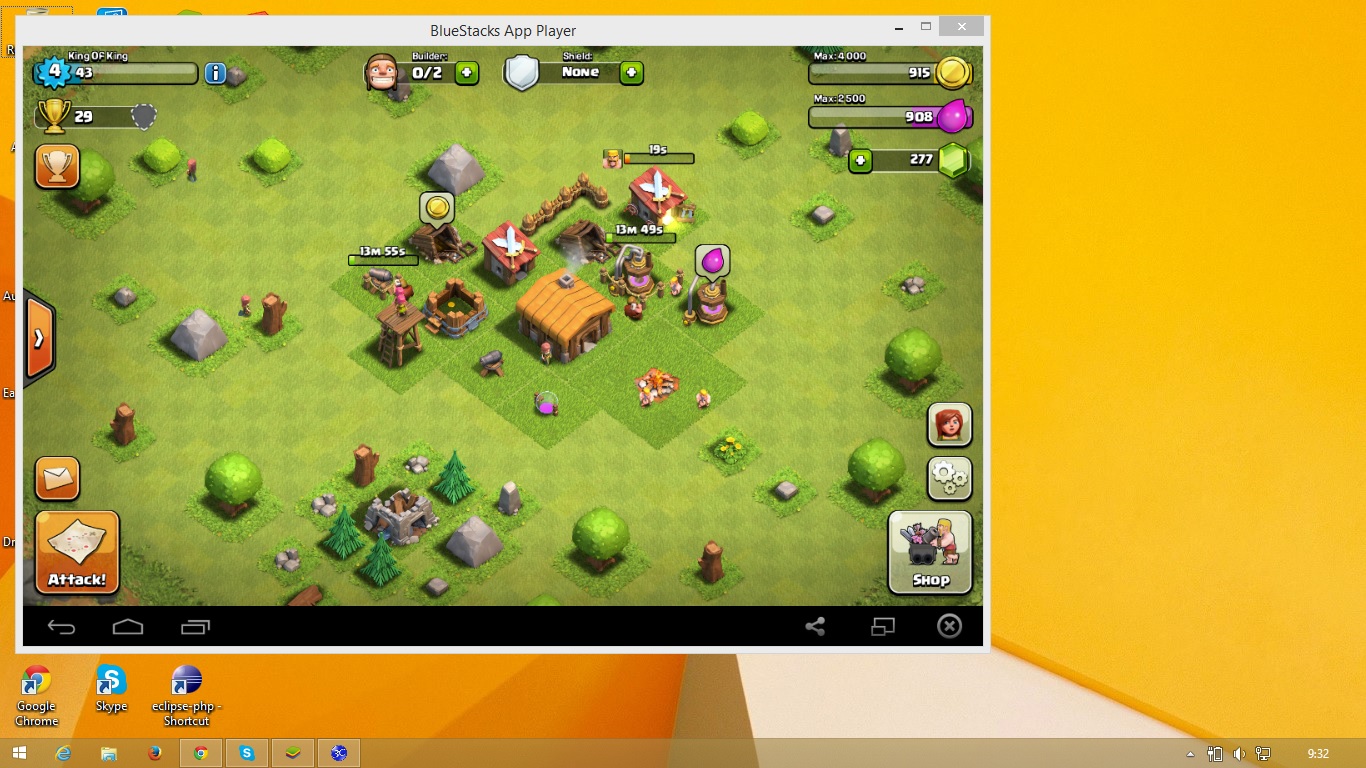 BlueStacks App Player
King Of King
4
43
Builder:
0/2
Shield:
None
Max: 4 000
915
29
Max: 2 500
908
277
19s
13m 49s
13m 55s
Attack!
Shop
Google
Chrome
Skype
eclipse-php -
Shortcut
9:32